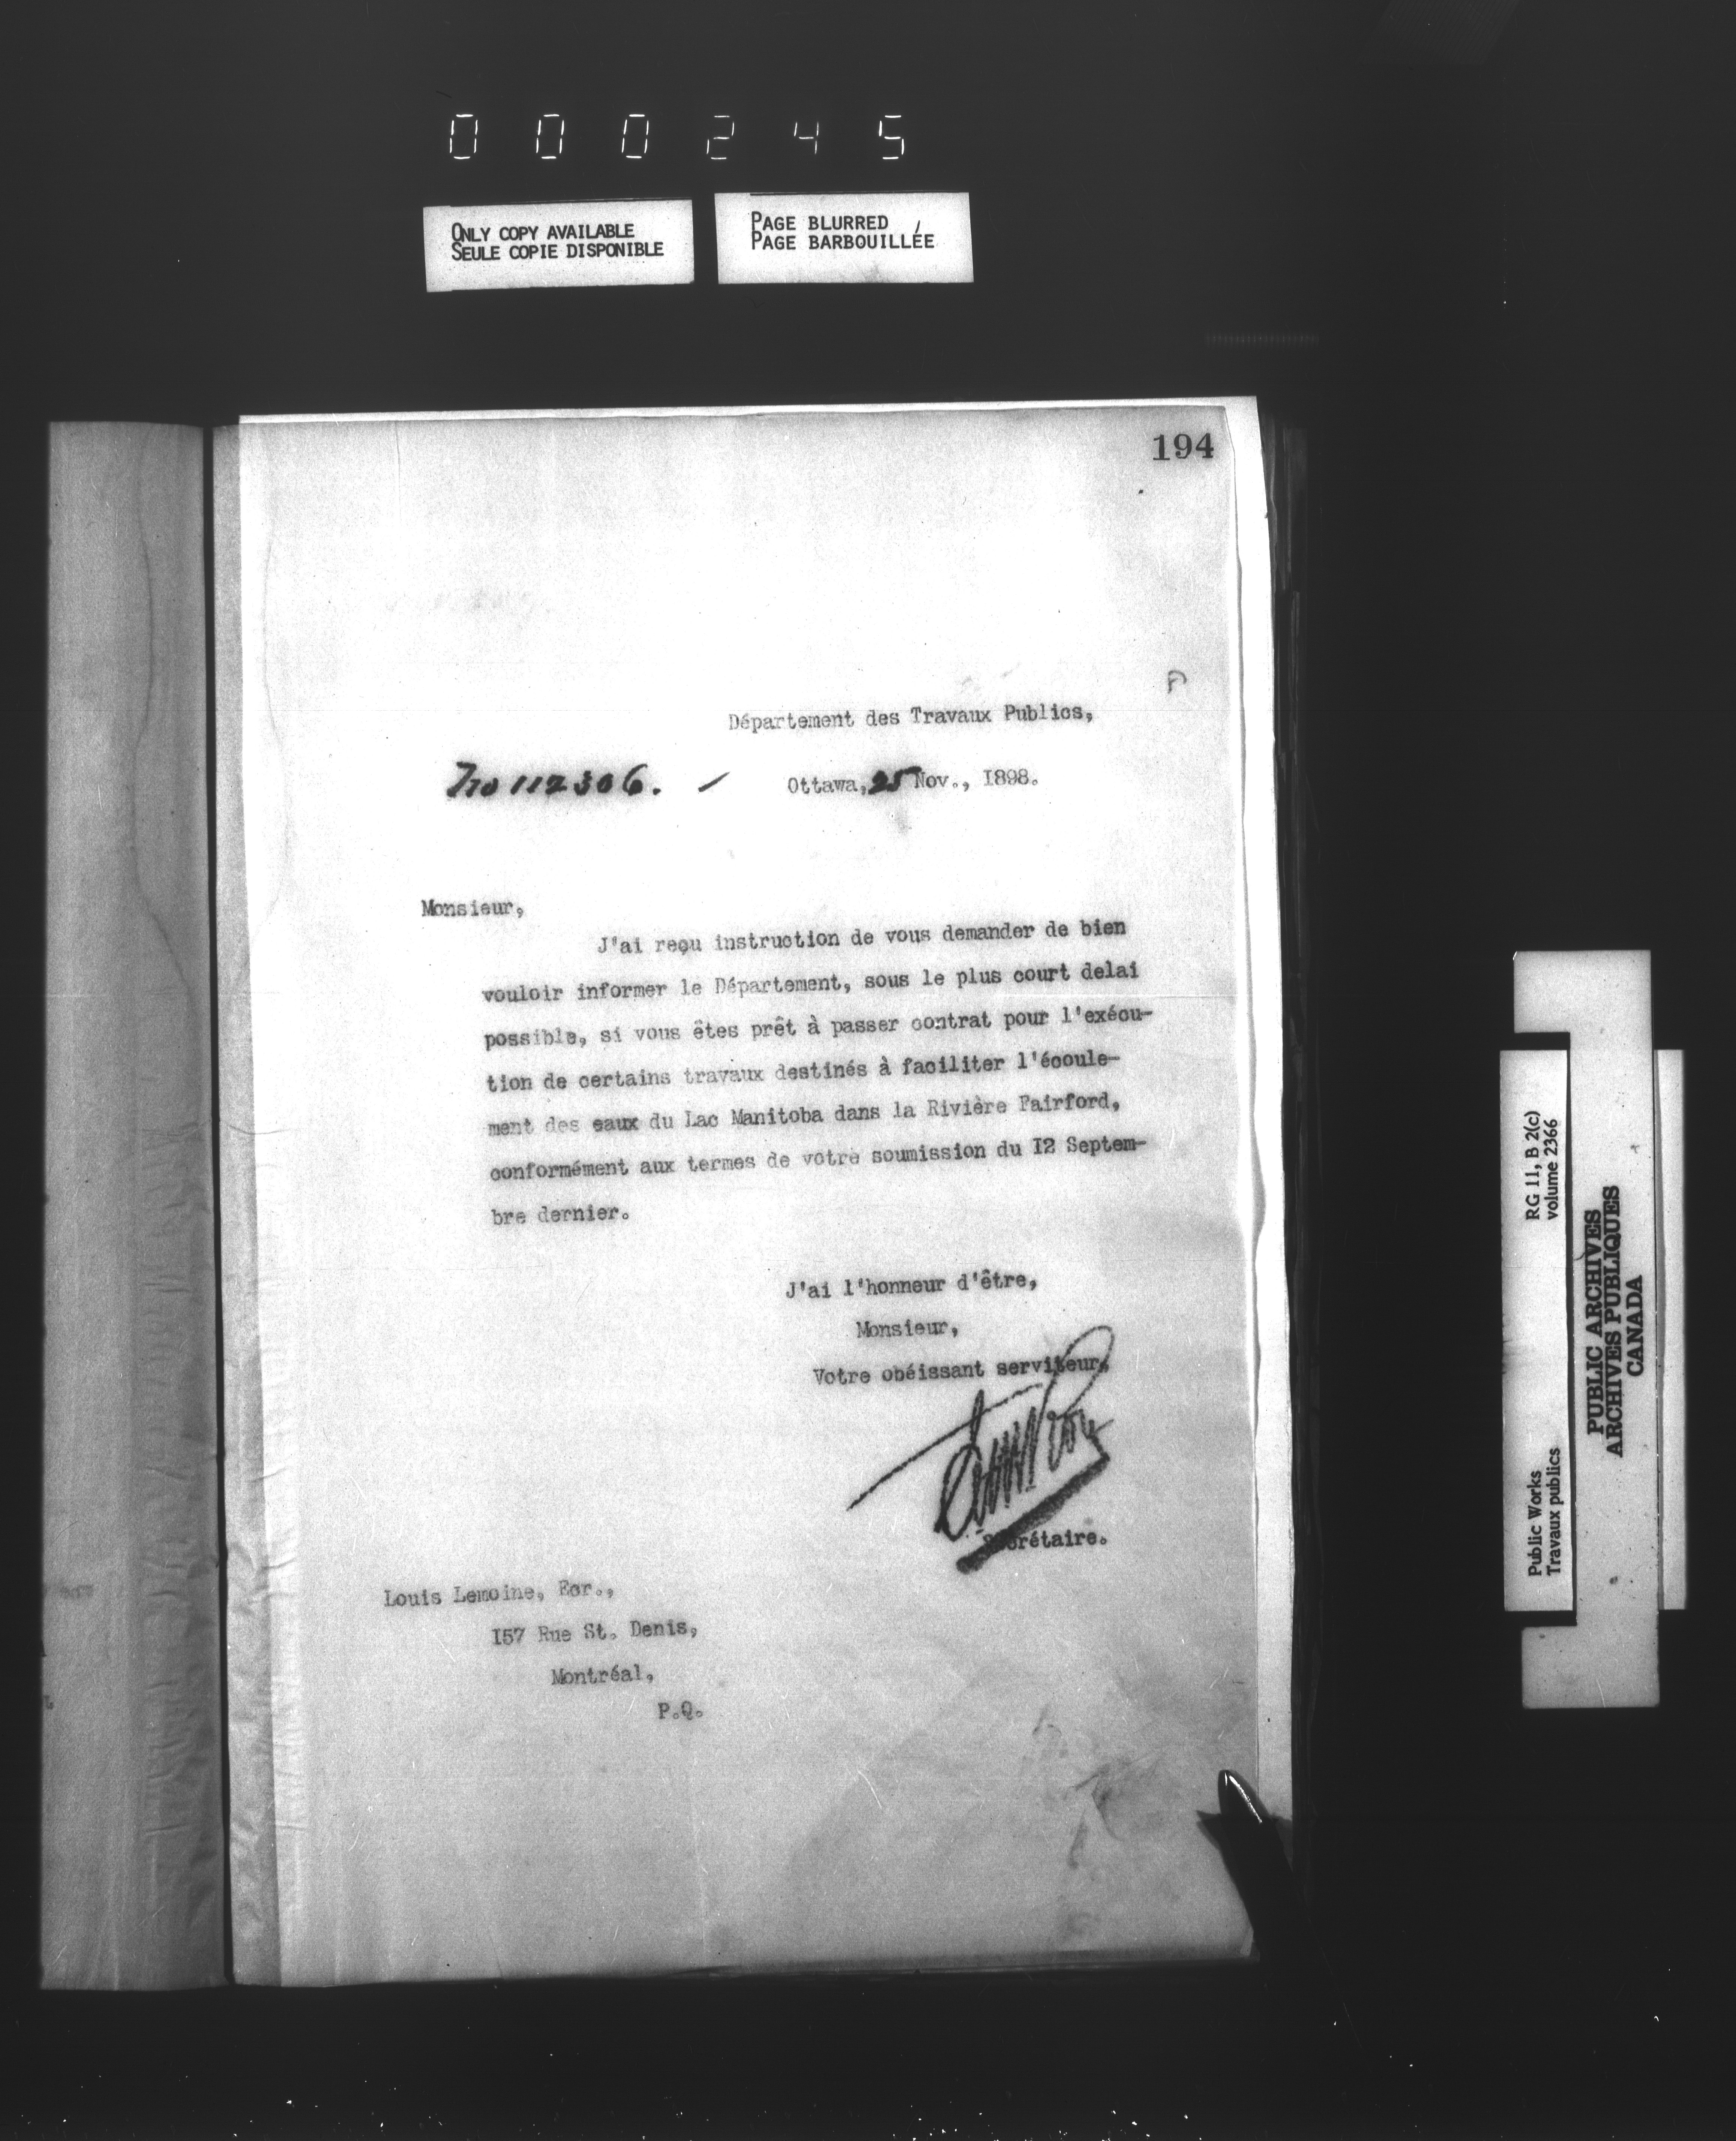 000245
ONLY COPY AVAILABLE
SEULE COPIE DISPONIBLE
PAGE BLURRED
PAGE BARBOUILLÉE
194
Département des Travaux Publics,
No 112306.
Ottawa, 25 Nov., I898.
Monsieur,
J'ai reçu instruction de vous demander de bien
vouloir informer le Département, sous le plus court delai
possible, si vous êtes prêt à passer contrat pour l'exécu-
tion de certains travaux destinés à faciliter l'écoule-
ment des eaux du Lac Manitoba dans la Rivière Fairford,
conformément aux termes de votre soumission du I2 Septem-
bre dernier.
J'ai l'honneur d'être,
Monsieur,
Votre obéissant serviteur,
Secrétaire.
Louis Lemoine, Ecr.,
I57 Rue St. Denis,
Montréal,
P.Q.
Public Works
Travaux publics
RG 11, B 2(c)
volume 2366
PUBLIC ARCHIVES
ARCHIVES PUBLIQUES
CANADA